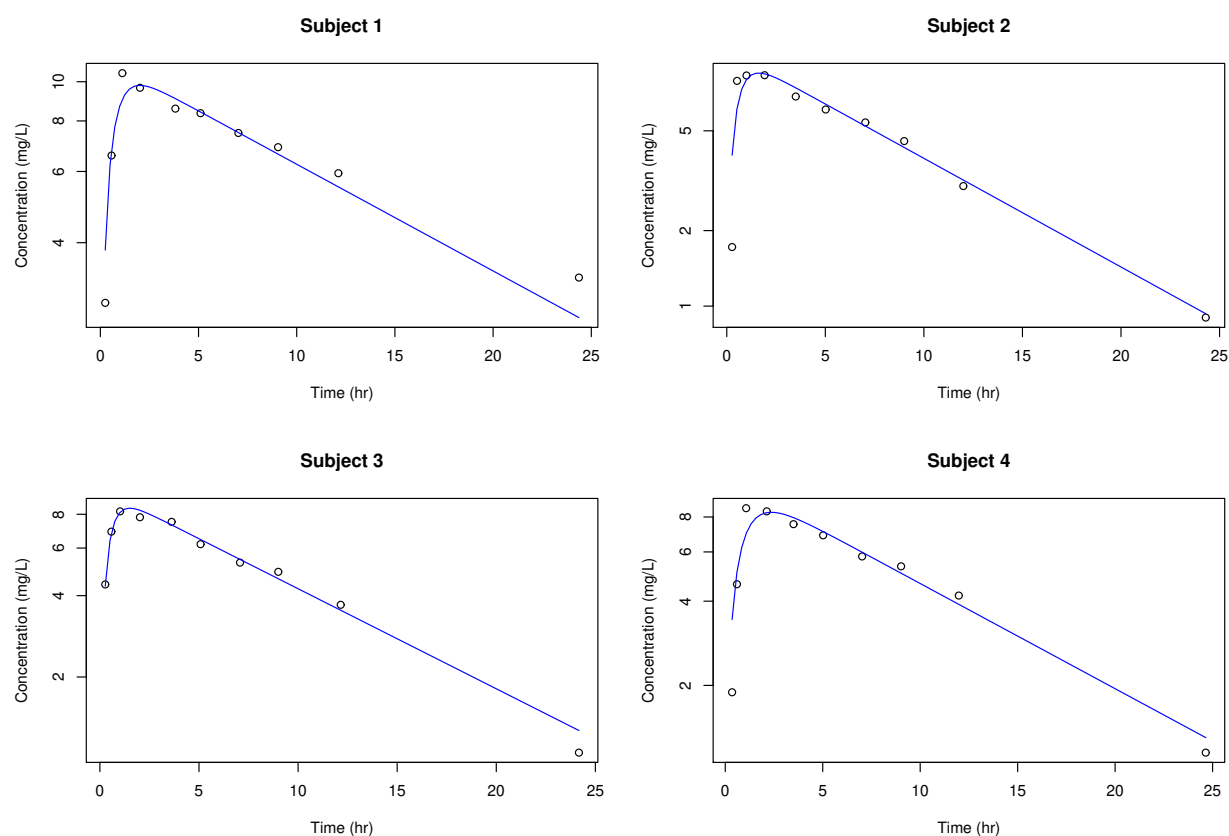 Subject 1
Concentration (mg/L)
10
8
6
4
0 5 10 15 20 25
Time (hr)
Subject 2
Concentration (mg/L)
5
2
1
0 5 10 15 20 25
Time (hr)
Subject 3
Concentration (mg/L)
8
6
4
2
0 5 10 15 20 25
Time (hr)
Subject 4
Concentration (mg/L)
8
6
4
2
0 5 10 15 20 25
Time (hr)